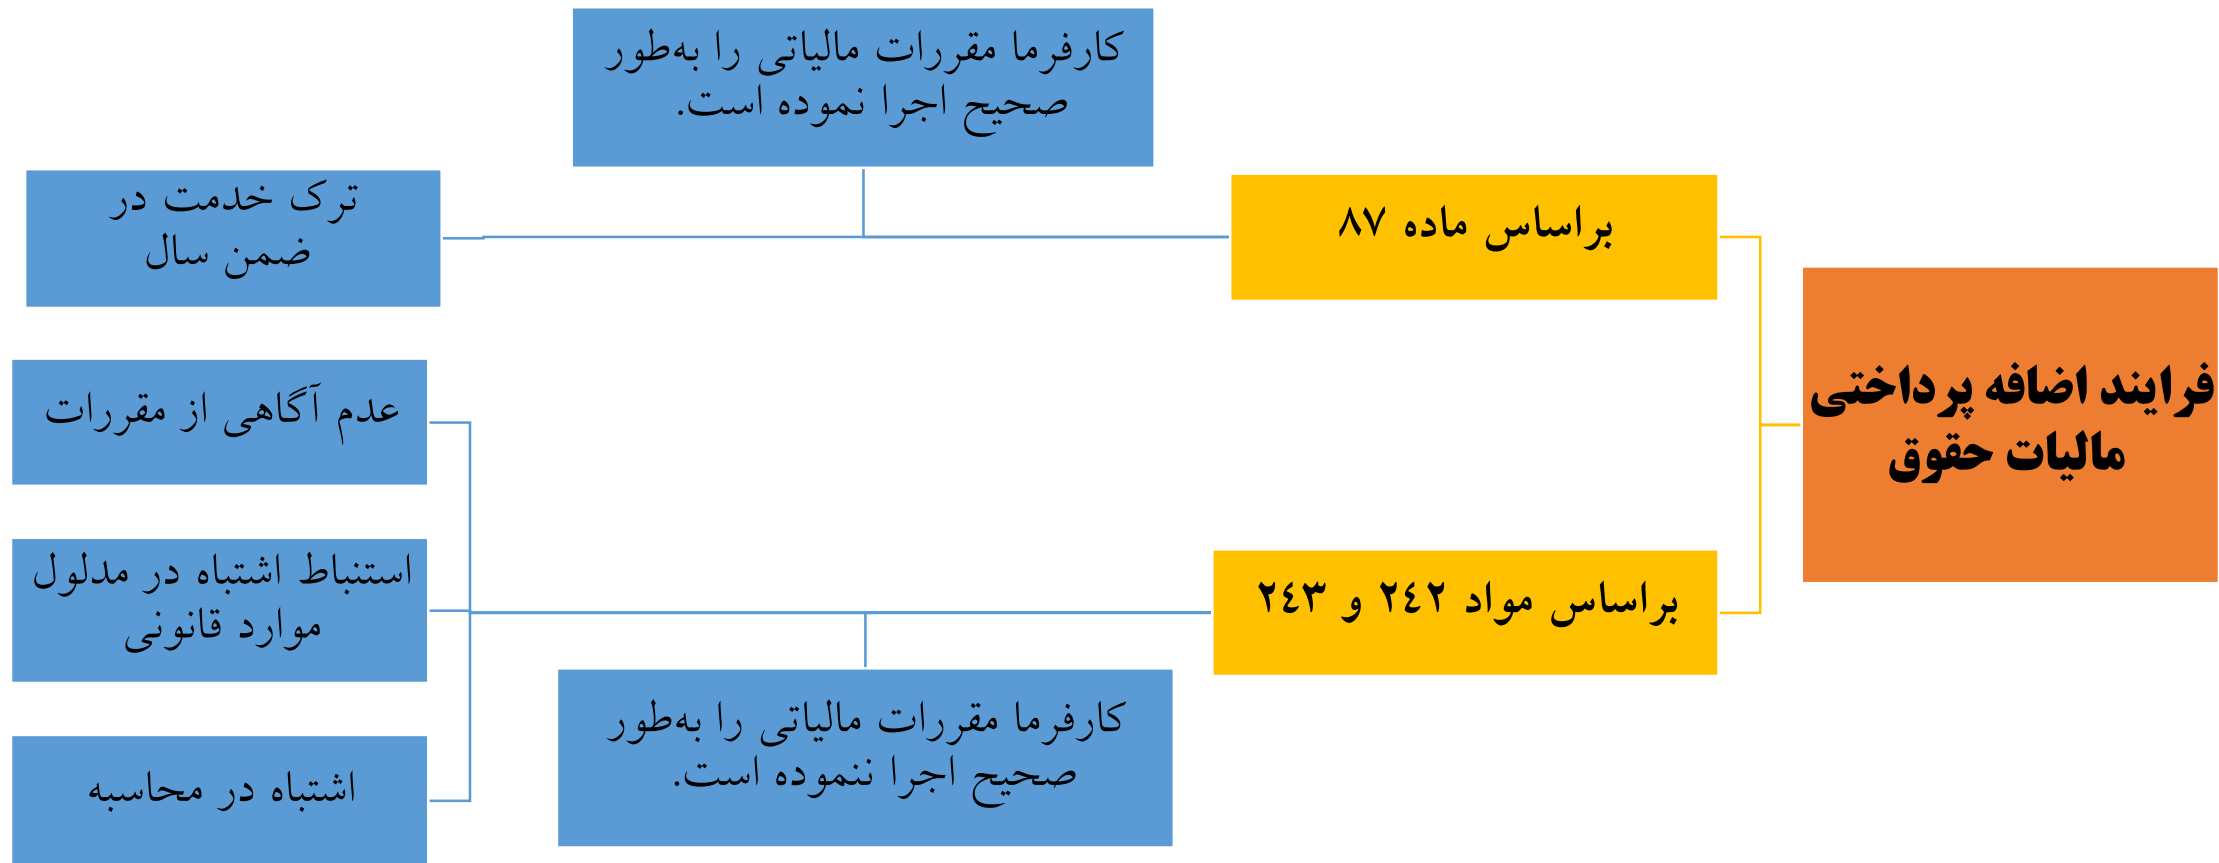 فرایند اضافه پرداختی
مالیات حقوق
براساس ماده ۸۷
کارفرما مقررات مالیاتی را به‌طور
صحیح اجرا نموده است.
ترک خدمت در
ضمن سال
براساس مواد ۲۴۲ و ۲۴۳
کارفرما مقررات مالیاتی را به‌طور
صحیح اجرا ننموده است.
عدم آگاهی از مقررات
استنباط اشتباه در مدلول
موارد قانونی
اشتباه در محاسبه